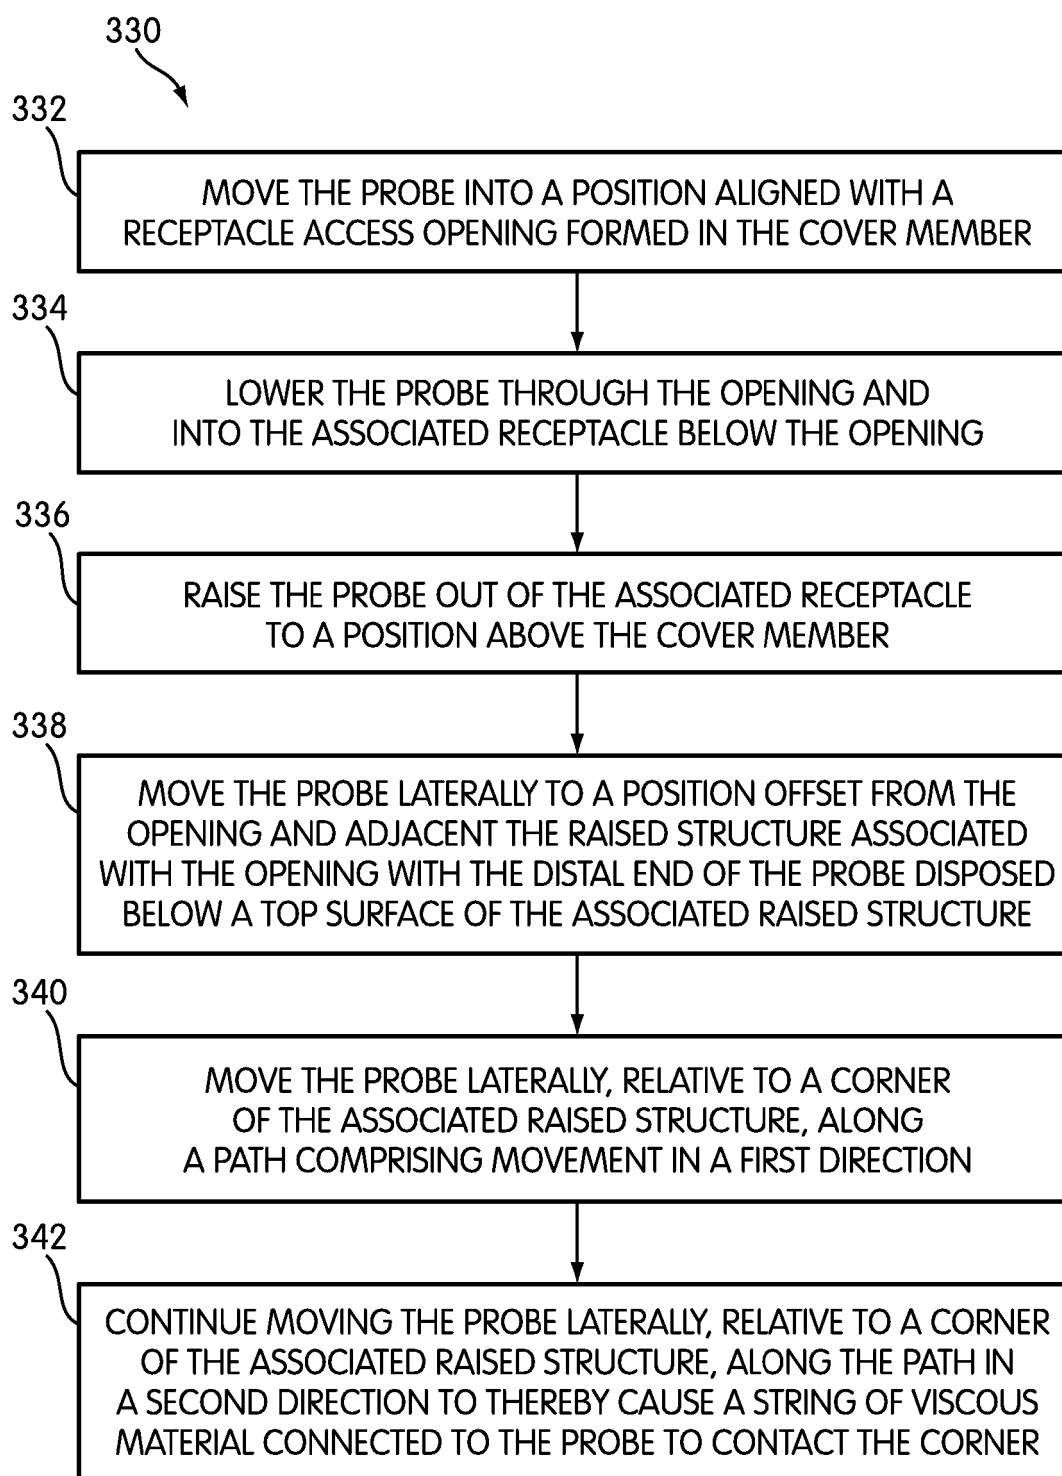 330
332
MOVE THE PROBE INTO A POSITION ALIGNED WITH A
RECEPTACLE ACCESS OPENING FORMED IN THE COVER MEMBER
334
LOWER THE PROBE THROUGH THE OPENING AND
INTO THE ASSOCIATED RECEPTACLE BELOW THE OPENING
336
RAISE THE PROBE OUT OF THE ASSOCIATED RECEPTACLE
TO A POSITION ABOVE THE COVER MEMBER
338
MOVE THE PROBE LATERALLY TO A POSITION OFFSET FROM THE
OPENING AND ADJACENT THE RAISED STRUCTURE ASSOCIATED
WITH THE OPENING WITH THE DISTAL END OF THE PROBE DISPOSED
BELOW A TOP SURFACE OF THE ASSOCIATED RAISED STRUCTURE
340
MOVE THE PROBE LATERALLY, RELATIVE TO A CORNER
OF THE ASSOCIATED RAISED STRUCTURE, ALONG
A PATH COMPRISING MOVEMENT IN A FIRST DIRECTION
342
CONTINUE MOVING THE PROBE LATERALLY, RELATIVE TO A CORNER
OF THE ASSOCIATED RAISED STRUCTURE, ALONG THE PATH IN
A SECOND DIRECTION TO THEREBY CAUSE A STRING OF VISCOUS
MATERIAL CONNECTED TO THE PROBE TO CONTACT THE CORNER